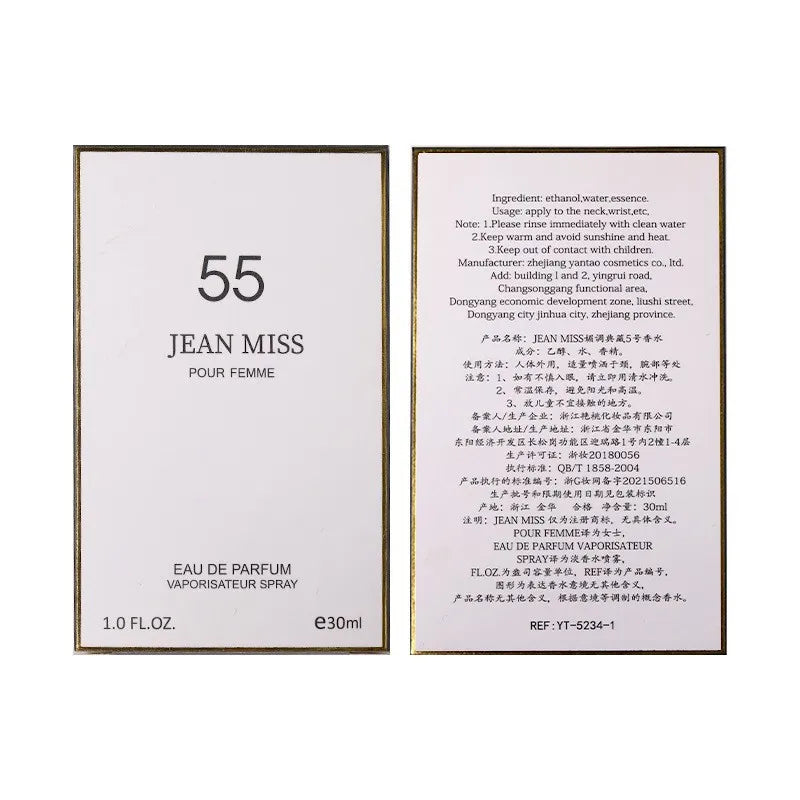 55
JEAN MISS
POUR FEMME
EAU DE PARFUM
VAPORISATEUR SPRAY
1.0 FL.OZ.
e30ml
Ingredient: ethanol,water,essence.
Usage: apply to the neck,wrist,etc,
Note: 1.Please rinse immediately with clean water
2.Keep warm and avoid sunshine and heat.
3.Keep out of contact with children.
Manufacturer: zhejiang yantao cosmetics co., ltd.
Add: building l and 2, yingrui road,
Changsonggang functional area,
Dongyang economic development zone, liushi street,
Dongyang city jinhua city, zhejiang province.
产品名称：JEAN MISS媚调典藏5号香水
成分：乙醇、水、香精。
使用方法：人体外用，适量喷洒于颈，腕部等处
注意：1、如有不慎入眼，请立即用清水冲洗。
2、常温保存，避免阳光和高温。
3、放儿童不宜接触的地方。
备案人/生产企业：浙江艳桃化妆品有限公司
备案人地址/生产地址：浙江省金华市东阳市
东阳经济开发区长松岗功能区迎瑞路1号内2幢1-4层
生产许可证：浙妆20180056
执行标准：QB/T 1858-2004
产品执行的标准编号：浙G妆网备字2021506516
生产批号和限期使用日期见包装标识
产地：浙江 金华 合格 净含量：30ml
注明：JEAN MISS 仅为注册商标，无具体含义。
POUR FEMME译为女士，
EAU DE PARFUM VAPORISATEUR
SPRAY译为淡香水喷雾，
FL.OZ.为盎司容量单位，REF译为产品编号，
图形为表达香水意境无其他含义，
产品名称无其他含义，根据意境等调制的概念香水。
REF:YT-5234-1